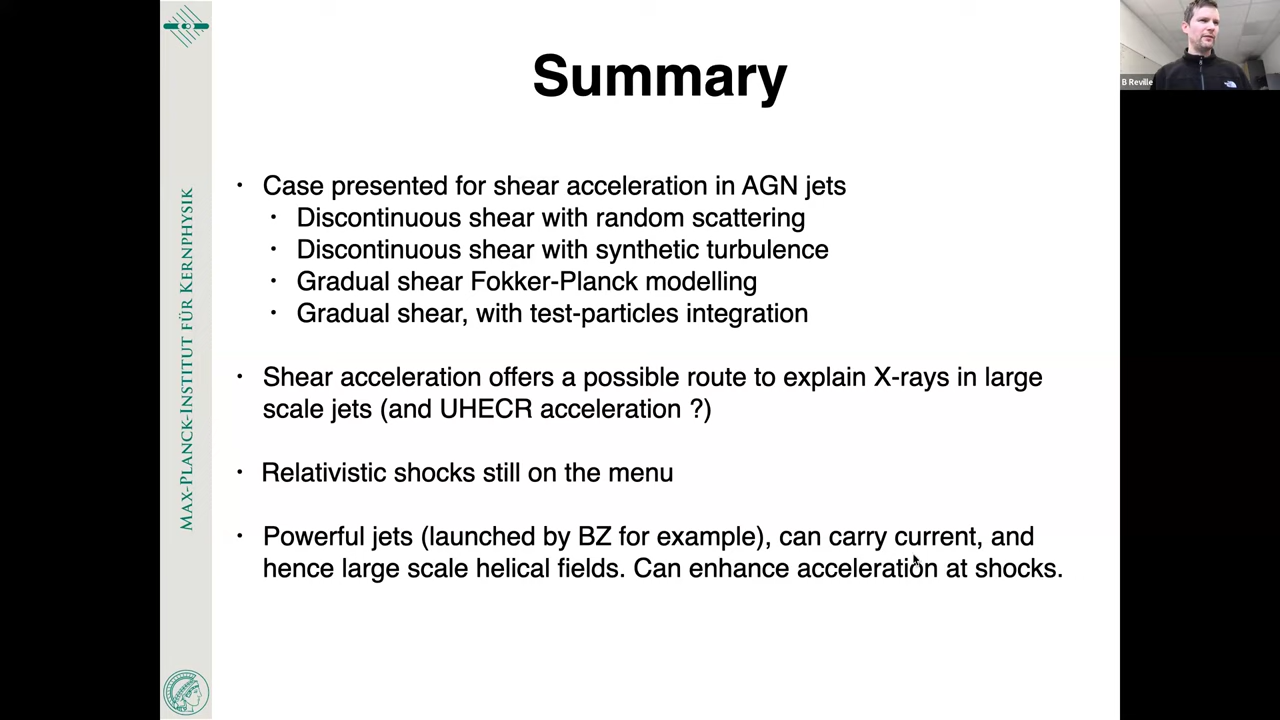 Summary
• Case presented for shear acceleration in AGN jets
• Discontinuous shear with random scattering
• Discontinuous shear with synthetic turbulence
• Gradual shear Fokker-Planck modelling
• Gradual shear, with test-particles integration
• Shear acceleration offers a possible route to explain X-rays in large
scale jets (and UHECR acceleration ?)
• Relativistic shocks still on the menu
• Powerful jets (launched by BZ for example), can carry current, and
hence large scale helical fields. Can enhance acceleration at shocks.
MAX-PLANCK-INSTITUT FÜR KERNPHYSIK
B Reville